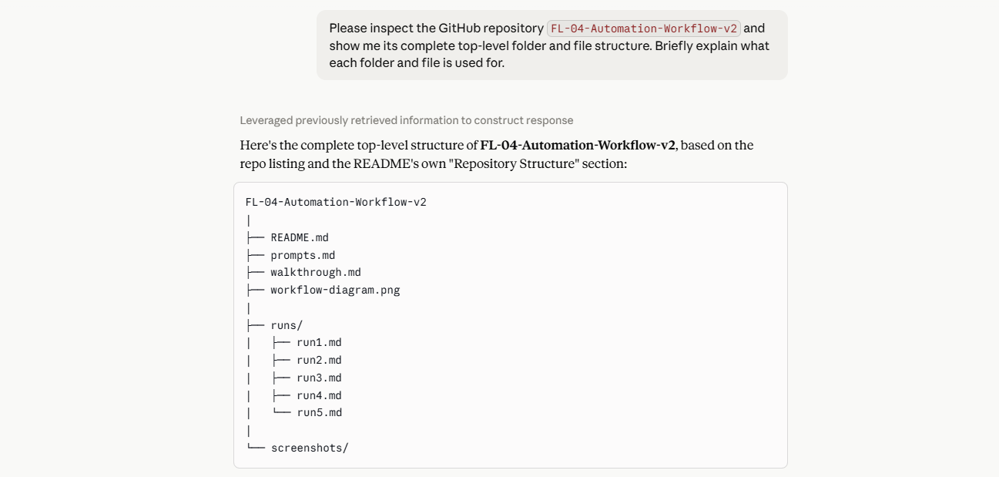 Please inspect the GitHub repository FL-04-Automation-Workflow-v2 and
show me its complete top-level folder and file structure. Briefly explain what
each folder and file is used for.
Leveraged previously retrieved information to construct response
Here's the complete top-level structure of FL-04-Automation-Workflow-v2, based on the
repo listing and the README's own "Repository Structure" section:
FL-04-Automation-Workflow-v2
│
├── README.md
├── prompts.md
├── walkthrough.md
├── workflow-diagram.png
│
├── runs/
│   ├── run1.md
│   ├── run2.md
│   ├── run3.md
│   ├── run4.md
│   └── run5.md
│
└── screenshots/